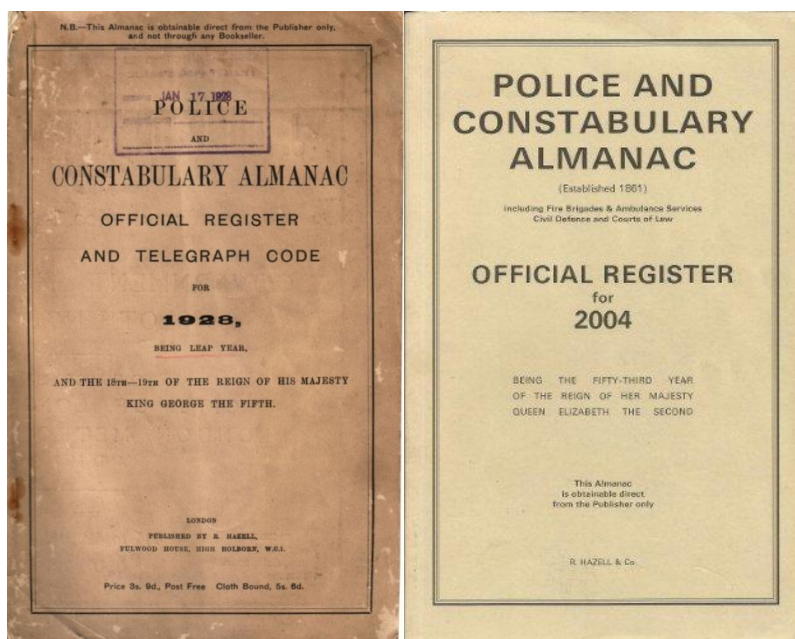 N.B.—This Almanac is obtainable direct from the Publisher only,
and not through any Bookseller.
JAN 17 1928
POLICE
AND
CONSTABULARY ALMANAC
OFFICIAL REGISTER
AND TELEGRAPH CODE
FOR
1928,
BEING LEAP YEAR,
AND THE 18TH—19TH OF THE REIGN OF HIS MAJESTY
KING GEORGE THE FIFTH.
LONDON
PUBLISHED BY R. HAZELL,
FULWOOD HOUSE, HIGH HOLBORN, W.C.1.
Price 3s. 9d., Post Free Cloth Bound, 5s. 6d.
POLICE AND
CONSTABULARY
ALMANAC
(Established 1861)
including Fire Brigades & Ambulance Services
Civil Defence and Courts of Law
OFFICIAL REGISTER
for
2004
BEING THE FIFTY-THIRD YEAR
OF THE REIGN OF HER MAJESTY
QUEEN ELIZABETH THE SECOND
This Almanac
is obtainable direct
from the Publisher only
R. HAZELL & Co.